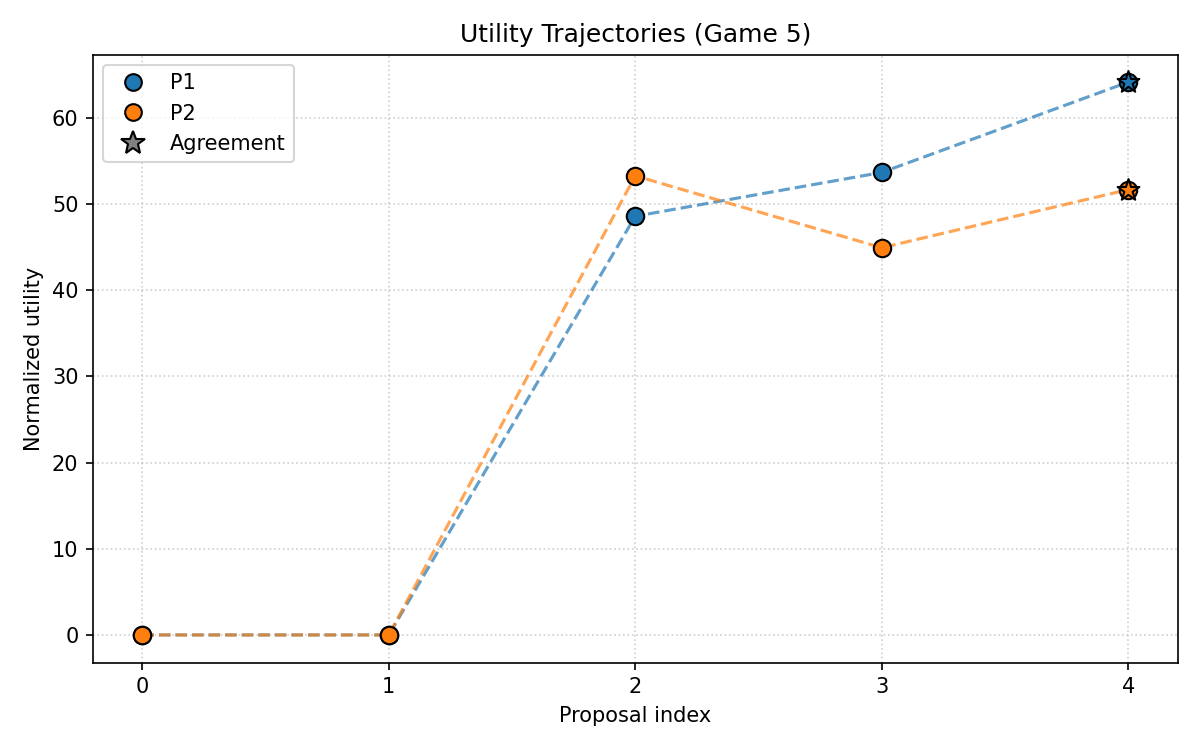 Utility Trajectories (Game 5)
P1
P2
Agreement
Normalized utility
60
50
40
30
20
10
0
0 1 2 3 4
Proposal index